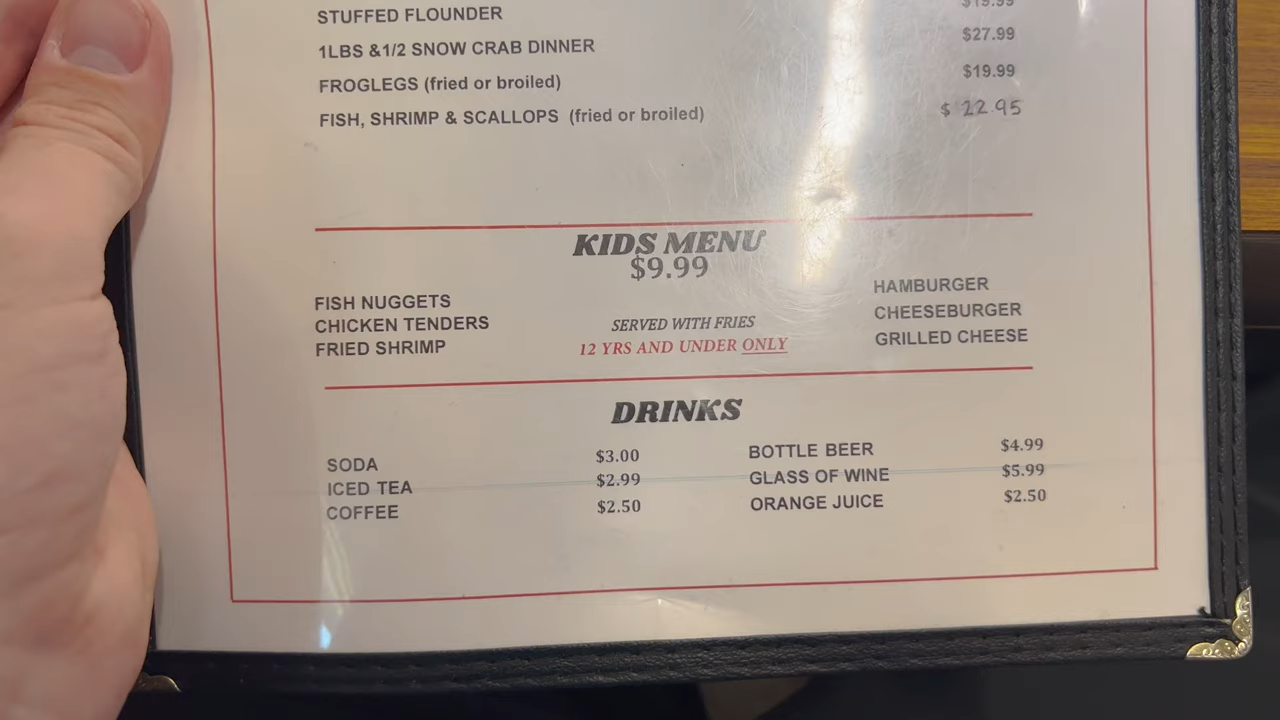 STUFFED FLOUNDER $19.99
1LBS &1/2 SNOW CRAB DINNER $27.99
FROGLEGS (fried or broiled) $19.99
FISH, SHRIMP & SCALLOPS (fried or broiled) $ 22.95
KIDS MENU
$9.99
FISH NUGGETS
CHICKEN TENDERS
FRIED SHRIMP
SERVED WITH FRIES
12 YRS AND UNDER ONLY
HAMBURGER
CHEESEBURGER
GRILLED CHEESE
DRINKS
SODA $3.00
ICED TEA $2.99
COFFEE $2.50
BOTTLE BEER $4.99
GLASS OF WINE $5.99
ORANGE JUICE $2.50